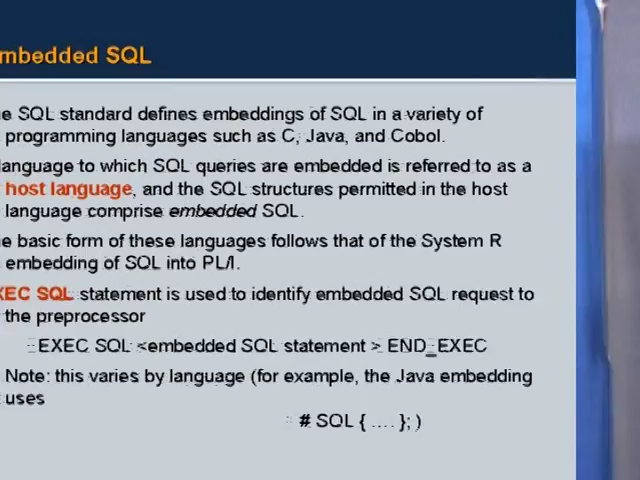 mbedded SQL
e SQL standard defines embeddings of SQL in a variety of
programming languages such as C, Java, and Cobol.
language to which SQL queries are embedded is referred to as a
host language, and the SQL structures permitted in the host
language comprise embedded SQL.
e basic form of these languages follows that of the System R
embedding of SQL into PL/I.
XEC SQL statement is used to identify embedded SQL request to
the preprocessor
EXEC SQL <embedded SQL statement > END_EXEC
Note: this varies by language (for example, the Java embedding
uses
# SQL { .... }; )